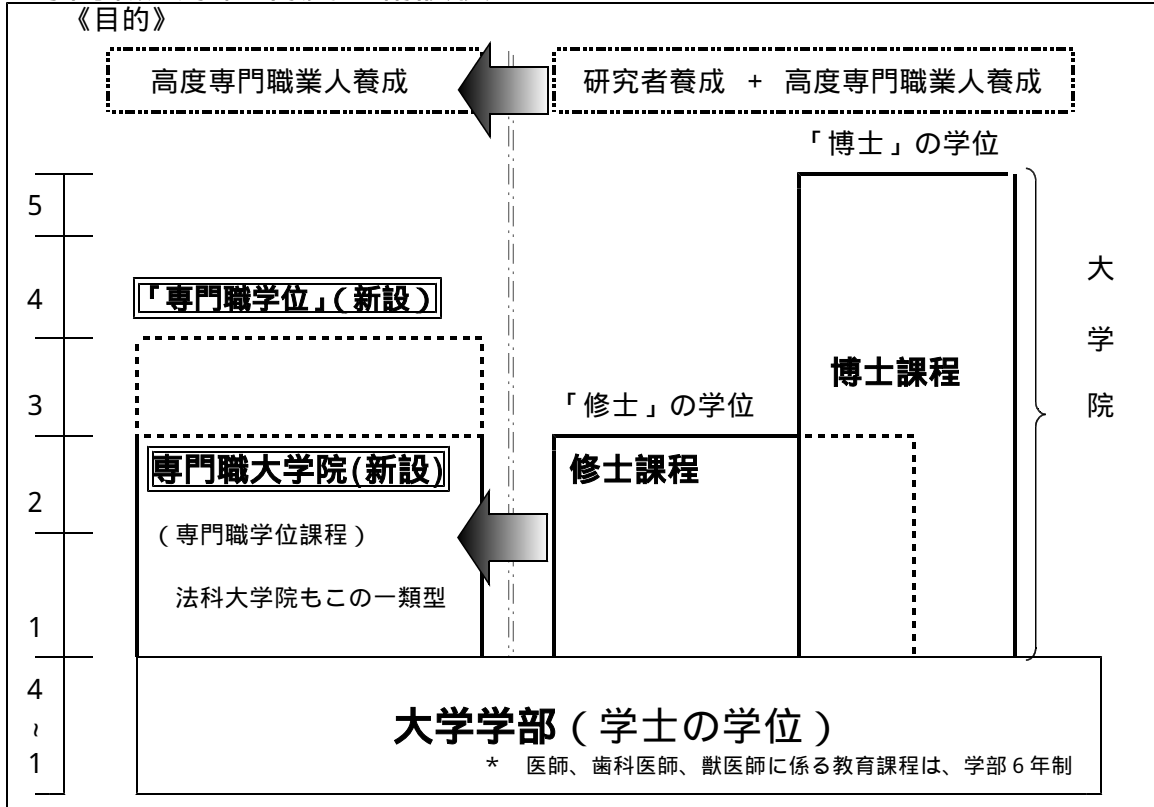 《目的》
高度専門職業人養成
研究者養成 + 高度専門職業人養成
「博士」の学位
5
4
3
2
1
4
~
1
「専門職学位」(新設)
専門職大学院(新設)
(専門職学位課程)
法科大学院もこの一類型
「修士」の学位
修士課程
博士課程
大
学
院
大学学部(学士の学位)
* 医師、歯科医師、獣医師に係る教育課程は、学部6年制